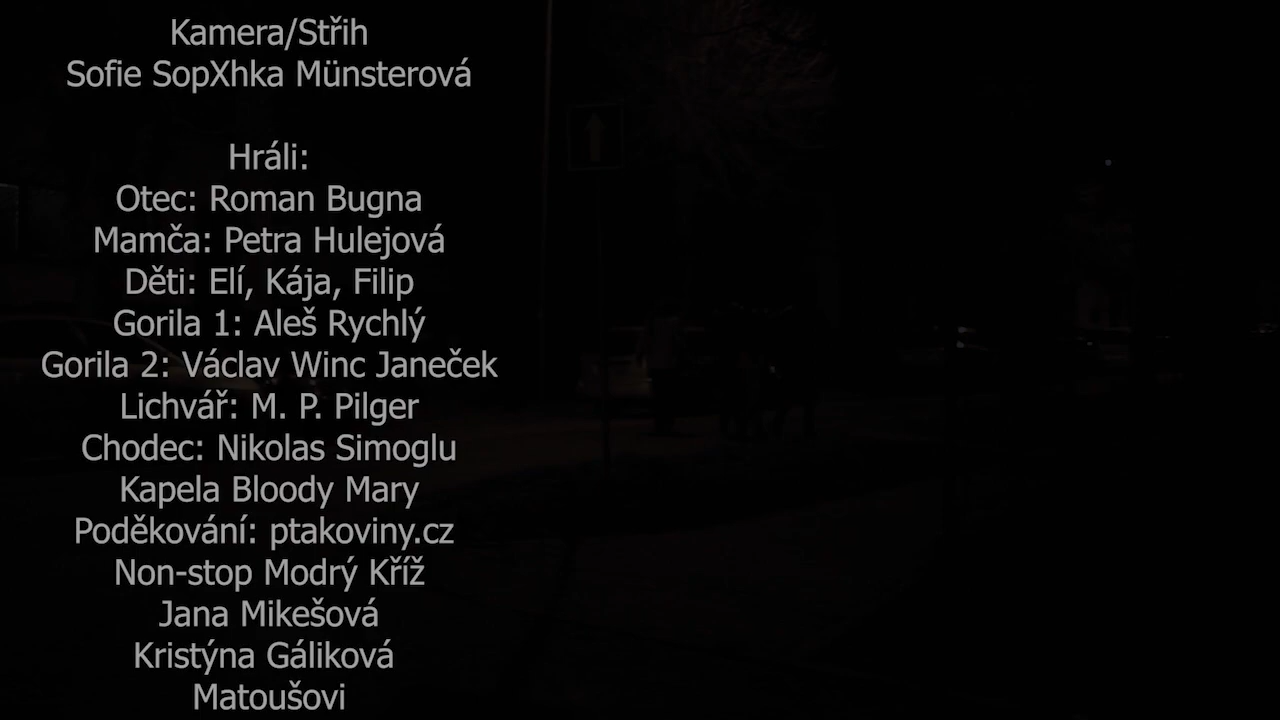 Kamera/Střih
Sofie SopXhka Münsterová
Hráli:
Otec: Roman Bugna
Mamča: Petra Hulejová
Děti: Elí, Kája, Filip
Gorila 1: Aleš Rychlý
Gorila 2: Václav Winc Janeček
Lichvář: M. P. Pilger
Chodec: Nikolas Simoglu
Kapela Bloody Mary
Poděkování: ptakoviny.cz
Non-stop Modrý Kříž
Jana Mikešová
Kristýna Gáliková
Matoušovi